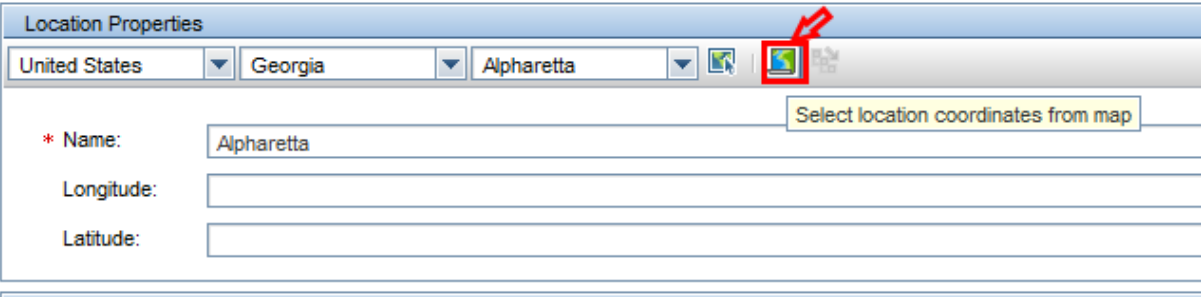 Location Properties
United States Georgia Alpharetta
Select location coordinates from map
* Name: Alpharetta
Longitude:
Latitude: